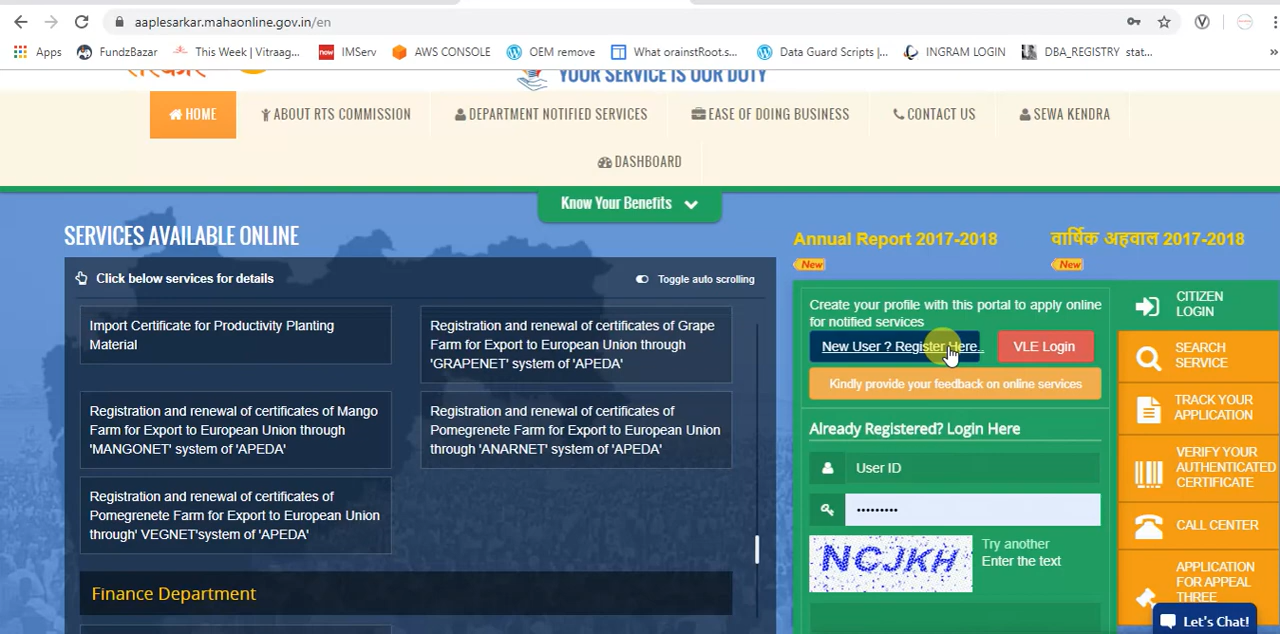 aaplesarkar.mahaonline.gov.in/en
Apps
FundzBazar
This Week | Vitraag...
now
IMServ
AWS CONSOLE
OEM remove
What orainstRoot.s...
Data Guard Scripts |...
INGRAM LOGIN
DBA_REGISTRY stat...
»
YOUR SERVICE IS OUR DUTY
HOME
ABOUT RTS COMMISSION
DEPARTMENT NOTIFIED SERVICES
EASE OF DOING BUSINESS
CONTACT US
SEWA KENDRA
DASHBOARD
Know Your Benefits
SERVICES AVAILABLE ONLINE
Click below services for details
Toggle auto scrolling
Import Certificate for Productivity Planting
Material
Registration and renewal of certificates of Grape
Farm for Export to European Union through
'GRAPENET' system of 'APEDA'
Registration and renewal of certificates of Mango
Farm for Export to European Union through
'MANGONET' system of 'APEDA'
Registration and renewal of certificates of
Pomegrenete Farm for Export to European Union
through 'ANARNET' system of 'APEDA'
Registration and renewal of certificates of
Pomegrenete Farm for Export to European Union
through' VEGNET'system of 'APEDA'
Finance Department
Annual Report 2017-2018
New
वार्षिक अहवाल 2017-2018
New
Create your profile with this portal to apply online
for notified services
New User ? Register Here..
VLE Login
Kindly provide your feedback on online services
Already Registered? Login Here
User ID
•••••••••
NCJKH
Try another
Enter the text
CITIZEN
LOGIN
SEARCH
SERVICE
TRACK YOUR
APPLICATION
VERIFY YOUR
AUTHENTICATED
CERTIFICATE
CALL CENTER
APPLICATION
FOR APPEAL
THREE
Let's Chat!